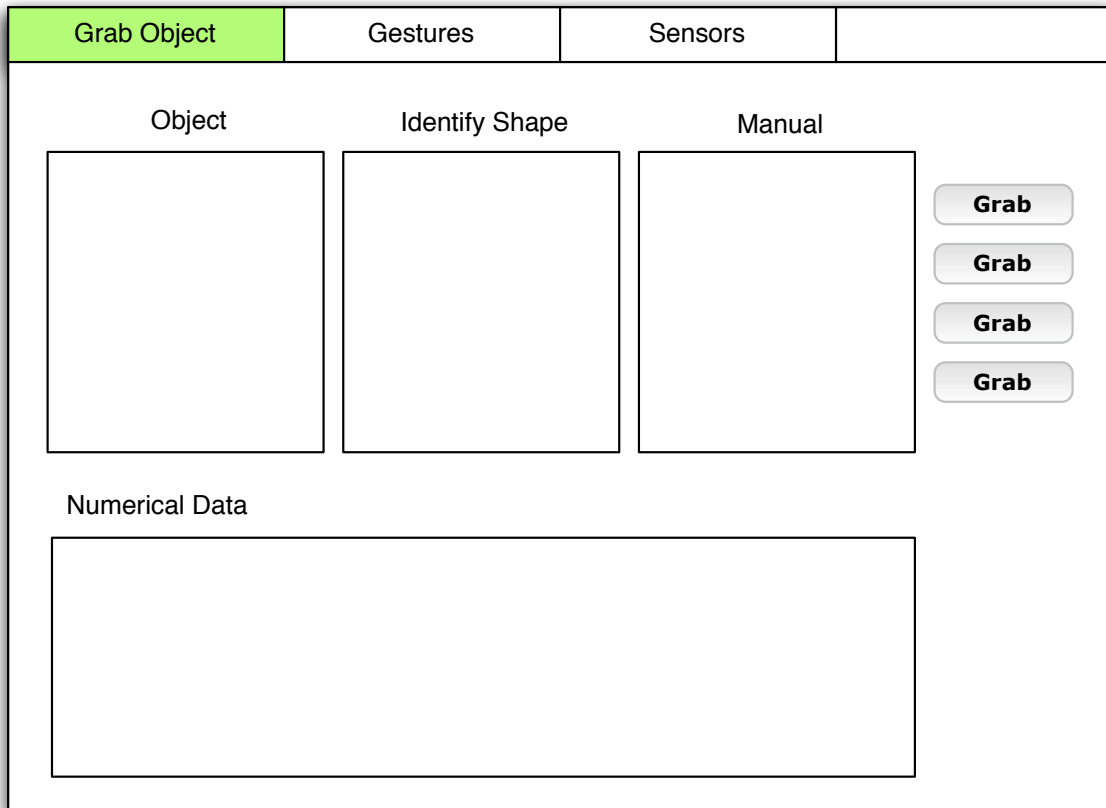 Grab Object
Gestures
Sensors
Object
Identify Shape
Manual
Grab
Grab
Grab
Grab
Numerical Data